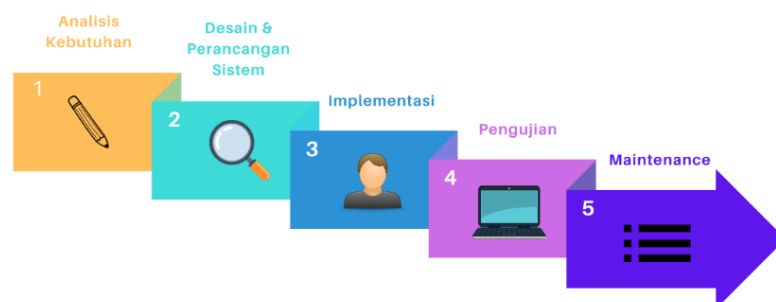 Analisis
Kebutuhan
1
Desain &
Perancangan
Sistem
2
Implementasi
3
Pengujian
4
Maintenance
5